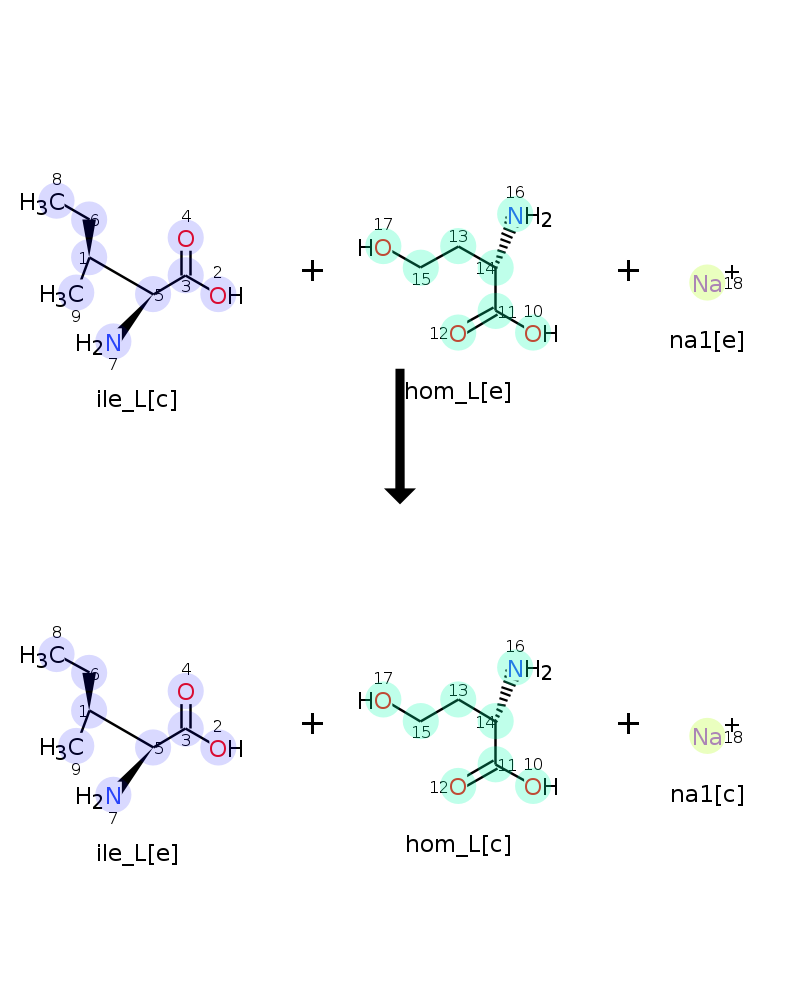 8
H3C
6
4
O
1
2
OH
3
5
H3C
9
H2N
7
ile_L[c]
+
16
NH2
17
HO
13
14
15
11
10
12
O
OH
hom_L[e]
+
Na+
18
na1[e]
8
H3C
6
4
O
1
2
OH
3
5
H3C
9
H2N
7
ile_L[e]
+
16
NH2
17
HO
13
14
15
11
10
12
O
OH
hom_L[c]
+
Na+
18
na1[c]